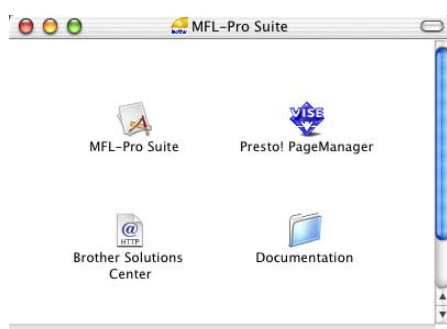 MFL-Pro Suite
VISE
MFL-Pro Suite
Presto! PageManager
@
HTTP
Brother Solutions
Center
Documentation